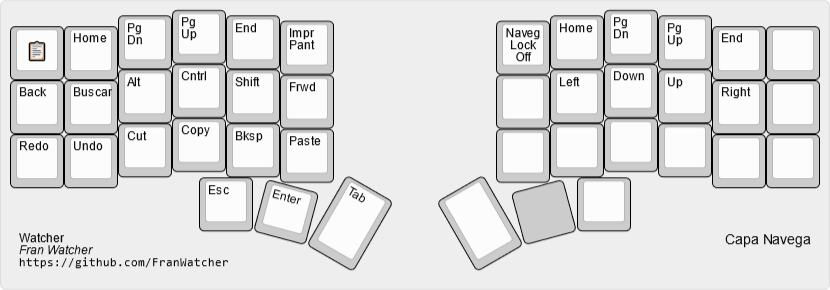 Home
Pg
Dn
Pg
Up
End
Impr
Pant
Naveg
Lock
Off
Home
Pg
Dn
Pg
Up
End
Back
Buscar
Alt
Cntrl
Shift
Frwd
Left
Down
Up
Right
Redo
Undo
Cut
Copy
Bksp
Paste
Esc
Enter
Tab
Watcher
Fran Watcher
https://github.com/FranWatcher
Capa Navega